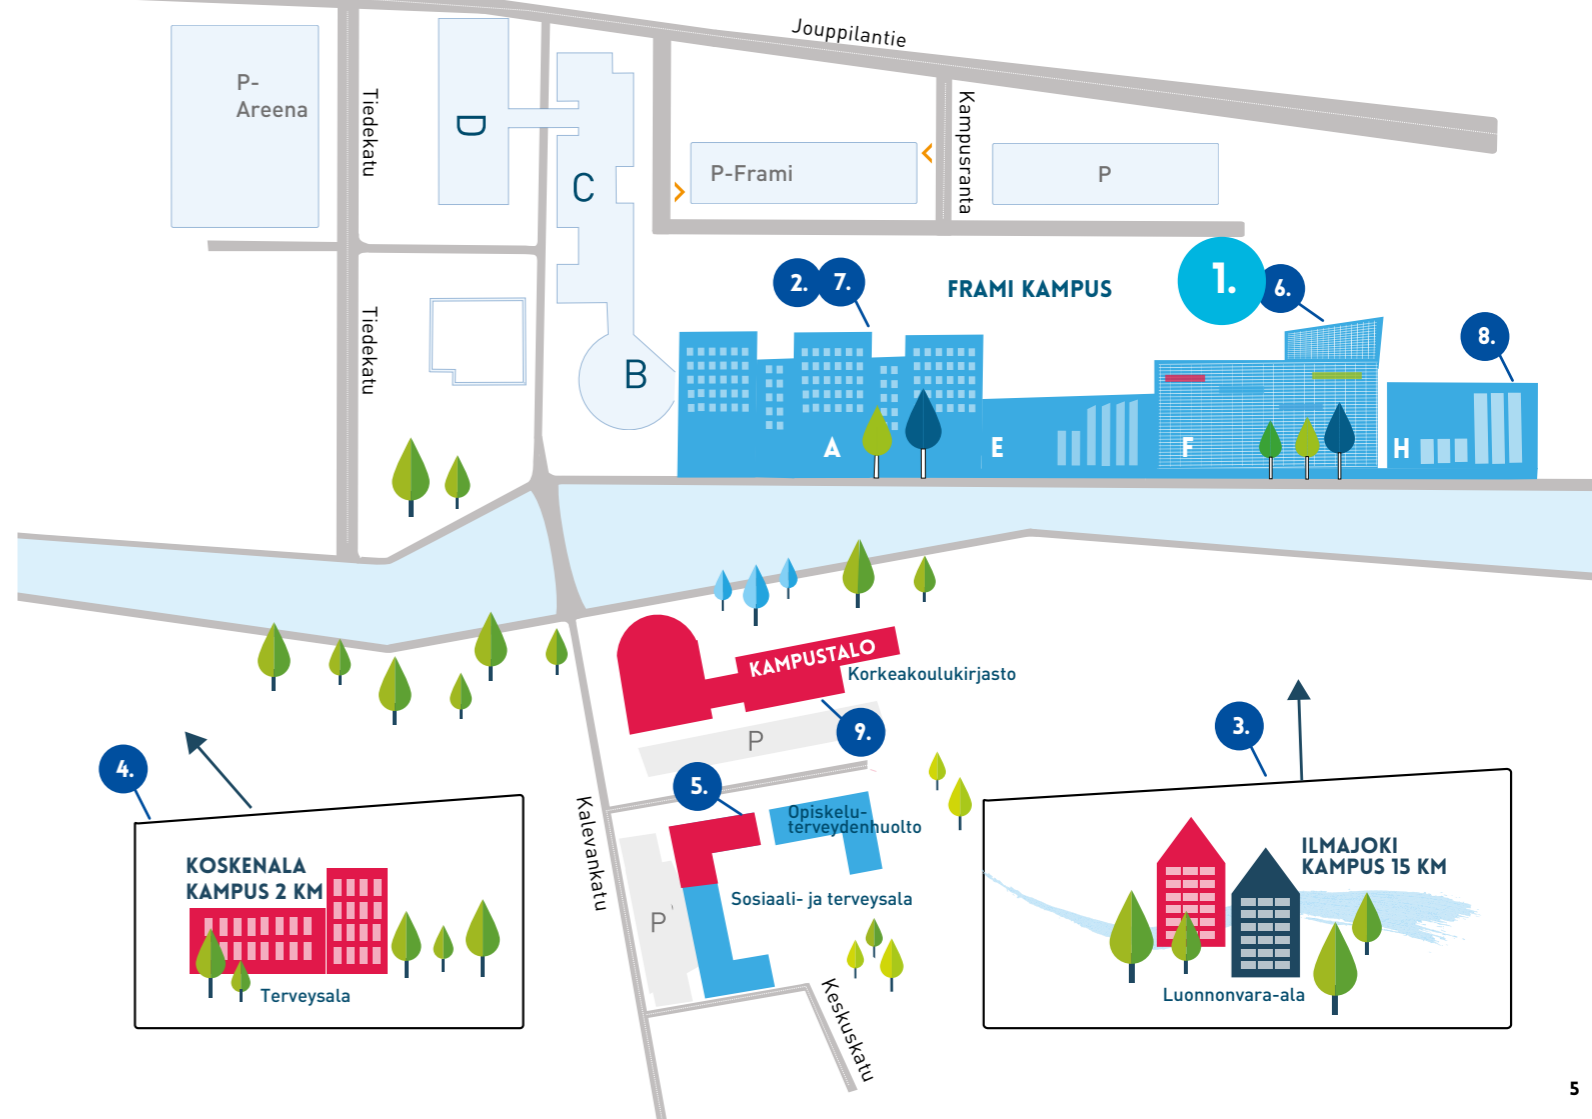 Jouppilantie
P-
Areena
Tiedekatu
D
C
P-Frami
Kampusranta
P
Tiedekatu
B
2.
7.
FRAMI KAMPUS
1.
6.
8.
A
E
F
H
KAMPUSTALO
Korkeakoulukirjasto
P
9.
3.
4.
5.
Kalevankatu
Opiskelu-
terveydenhuolto
KOSKENALA
KAMPUS 2 KM
Sosiaali- ja terveysala
P
Terveysala
Keskuskatu
ILMAJOKI
KAMPUS 15 KM
Luonnonvara-ala
5